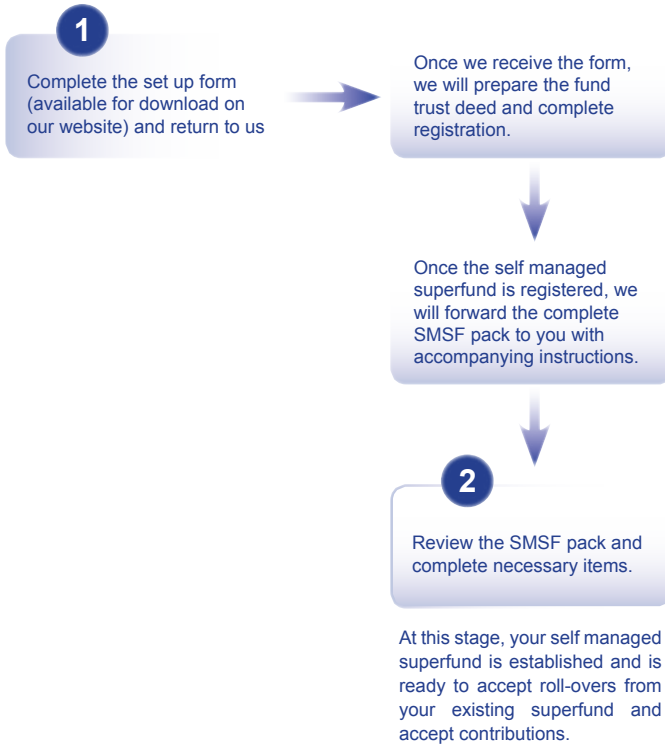 1
Complete the set up form
(available for download on
our website) and return to us
Once we receive the form,
we will prepare the fund
trust deed and complete
registration.
Once the self managed
superfund is registered, we
will forward the complete
SMSF pack to you with
accompanying instructions.
2
Review the SMSF pack and
complete necessary items.
At this stage, your self managed
superfund is established and is
ready to accept roll-overs from
your existing superfund and
accept contributions.